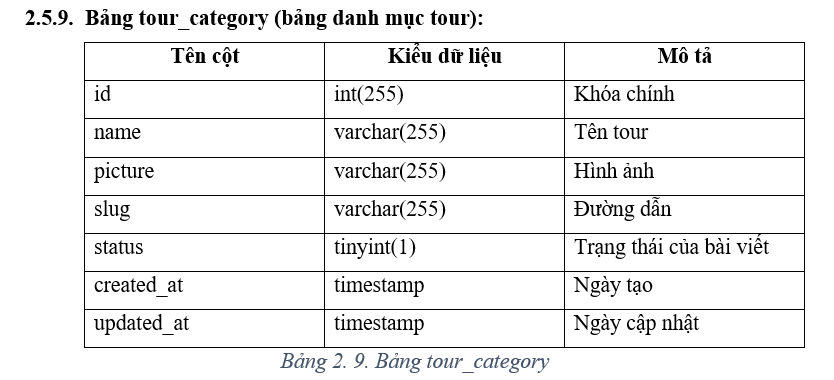 2.5.9. Bảng tour_category (bảng danh mục tour):
Tên cột Kiểu dữ liệu Mô tả
id int(255) Khóa chính
name varchar(255) Tên tour
picture varchar(255) Hình ảnh
slug varchar(255) Đường dẫn
status tinyint(1) Trạng thái của bài viết
created_at timestamp Ngày tạo
updated_at timestamp Ngày cập nhật
Bảng 2. 9. Bảng tour_category